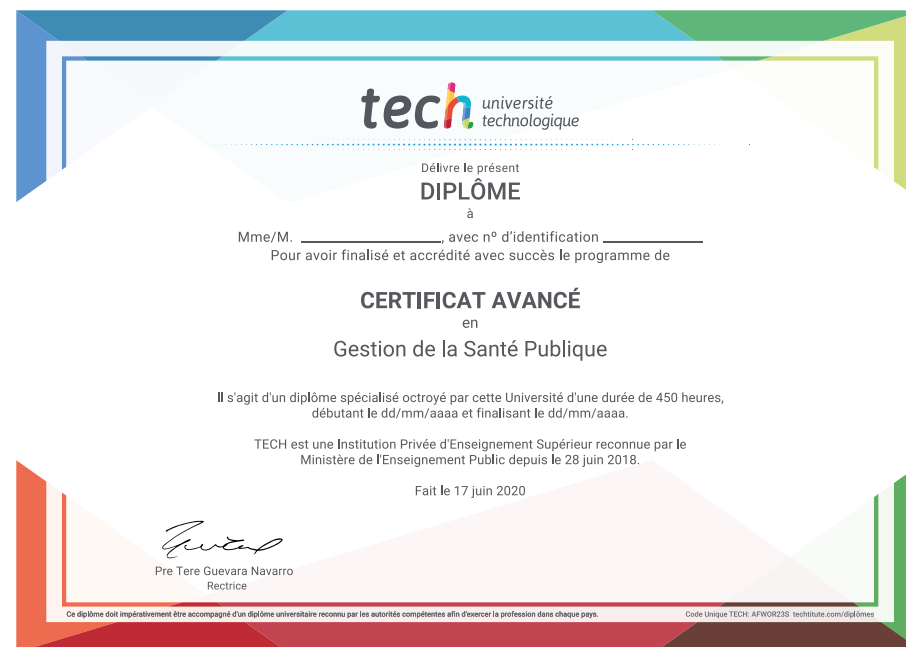 tech université
technologique
Délivre le présent
DIPLÔME
à
Mme/M. ____________________, avec nº d'identification ______________
Pour avoir finalisé et accrédité avec succès le programme de
CERTIFICAT AVANCÉ
en
Gestion de la Santé Publique
Il s'agit d'un diplôme spécialisé octroyé par cette Université d'une durée de 450 heures,
débutant le dd/mm/aaaa et finalisant le dd/mm/aaaa.
TECH est une Institution Privée d'Enseignement Supérieur reconnue par le
Ministère de l'Enseignement Public depuis le 28 juin 2018.
Fait le 17 juin 2020
Pre Tere Guevara Navarro
Rectrice
Ce diplôme doit impérativement être accompagné d'un diplôme universitaire reconnu par les autorités compétentes afin d'exercer la profession dans chaque pays.
Code Unique TECH: AFWOR23S techtitute.com/diplômes